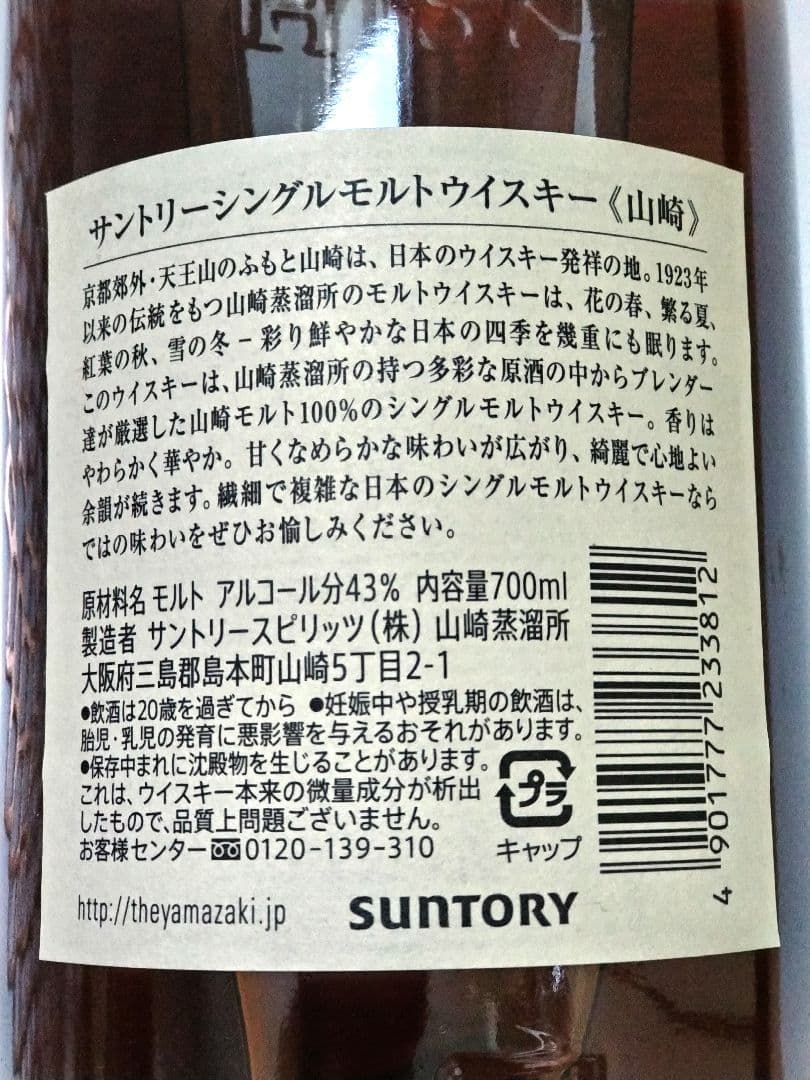 サントリーシングルモルトウイスキー《山崎》
京都郊外・天王山のふもと山崎は、日本のウイスキー発祥の地。1923年
以来の伝統をもつ山崎蒸溜所のモルトウイスキーは、花の春、繁る夏、
紅葉の秋、雪の冬−彩り鮮やかな日本の四季を幾重にも眠ります。
このウイスキーは、山崎蒸溜所の持つ多彩な原酒の中からブレンダー
達が厳選した山崎モルト100%のシングルモルトウイスキー。香りは
やわらかく華やか。甘くなめらかな味わいが広がり、綺麗で心地よい
余韻が続きます。繊細で複雑な日本のシングルモルトウイスキーなら
ではの味わいをぜひお愉しみください。
原材料名 モルト アルコール分43% 内容量700ml
製造者 サントリースピリッツ(株) 山崎蒸溜所
大阪府三島郡島本町山崎5丁目2-1
●飲酒は20歳を過ぎてから ●妊娠中や授乳期の飲酒は、
胎児・乳児の発育に悪影響を与えるおそれがあります。
●保存中まれに沈殿物を生じることがあります。
これは、ウイスキー本来の微量成分が析出
したもので、品質上問題ございません。
お客様センター 0120-139-310
プラ
キャップ
http://theyamazaki.jp
SUNTORY
4 901777 233812